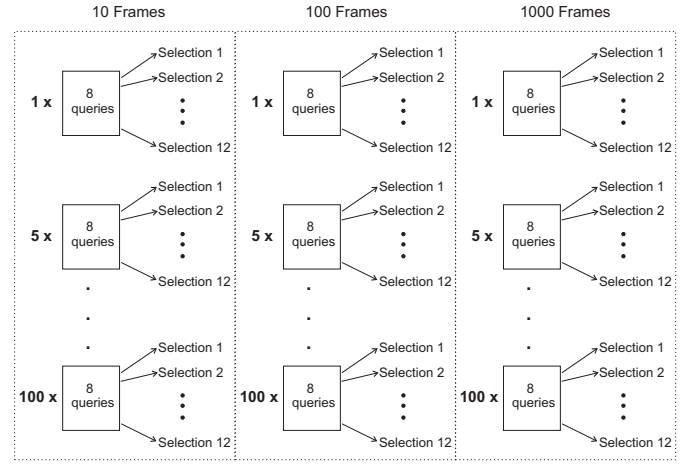 10 Frames
100 Frames
1000 Frames
1 x
8
queries
Selection 1
Selection 2
Selection 12
1 x
8
queries
Selection 1
Selection 2
Selection 12
1 x
8
queries
Selection 1
Selection 2
Selection 12
5 x
8
queries
Selection 1
Selection 2
Selection 12
5 x
8
queries
Selection 1
Selection 2
Selection 12
5 x
8
queries
Selection 1
Selection 2
Selection 12
100 x
8
queries
Selection 1
Selection 2
Selection 12
100 x
8
queries
Selection 1
Selection 2
Selection 12
100 x
8
queries
Selection 1
Selection 2
Selection 12